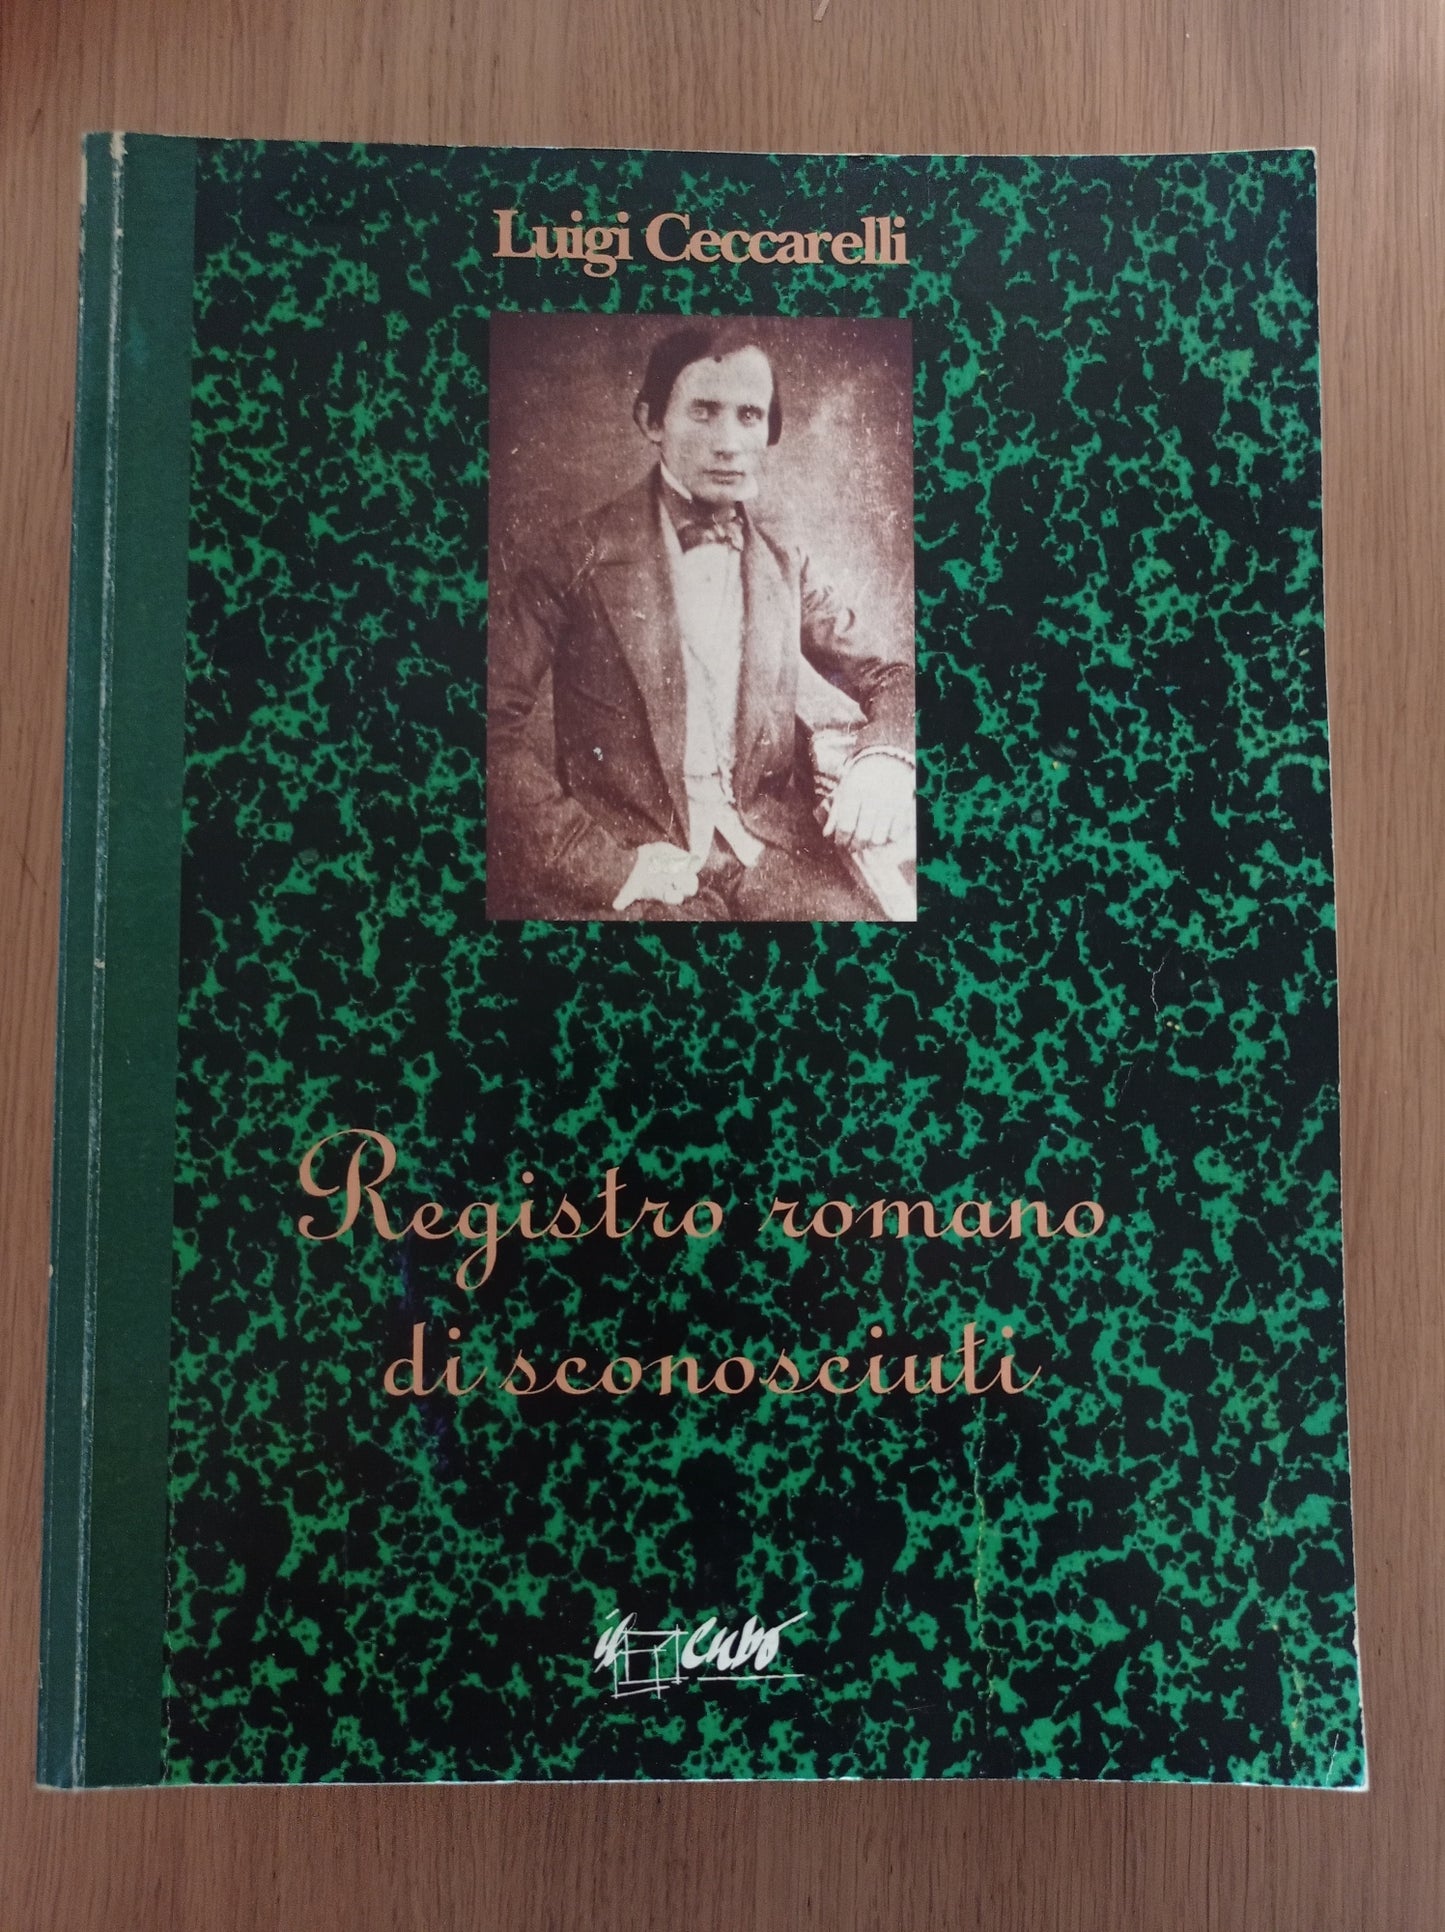 Luigi Ceccarelli
Registro romano
di sconosciuti
il cubo